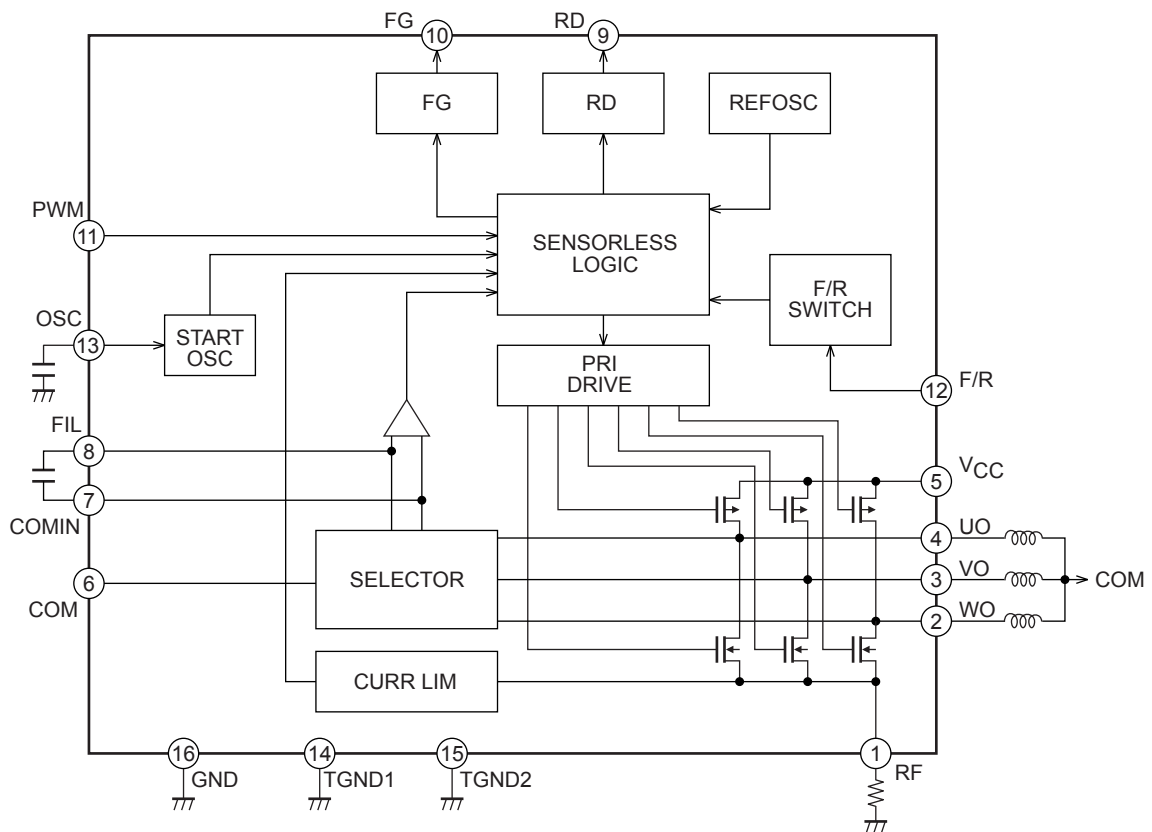 FG
RD
10
9
FG
RD
REFOSC
PWM
11
SENSORLESS
LOGIC
F/R
SWITCH
OSC
13
START
OSC
PRI
DRIVE
12
F/R
FIL
8
7
COMIN
VCC
5
4
UO
SELECTOR
6
COM
3
VO
COM
2
WO
CURR LIM
16
GND
14
TGND1
15
TGND2
1
RF